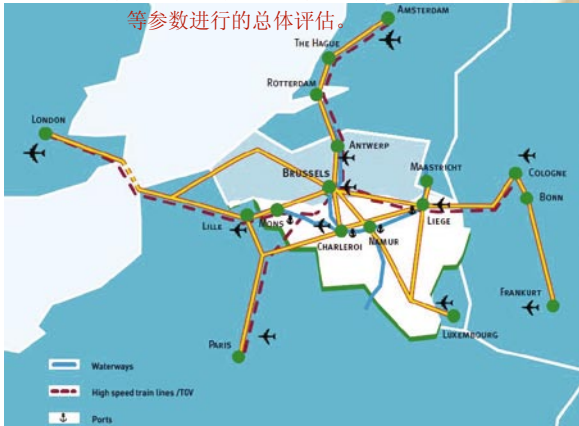 等参数进行的总体评估。
AMSTERDAM
THE HAGUE
ROTTERDAM
LONDON
ANTWERP
MAASTRICHT
COLOGNE
BRUSSELS
BONN
LILLE
MONS
LIEGE
CHARLEROI
NAMUR
FRANKURT
LUXEMBOURG
PARIS
Waterways
High speed train lines /TGV
Ports